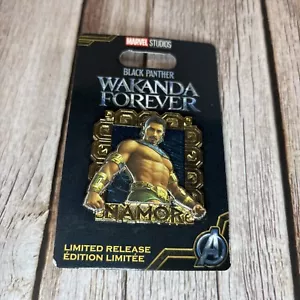 MARVEL STUDIOS
BLACK PANTHER
WAKANDA
FOREVER
NAMOR
LIMITED RELEASE
ÉDITION LIMITÉE